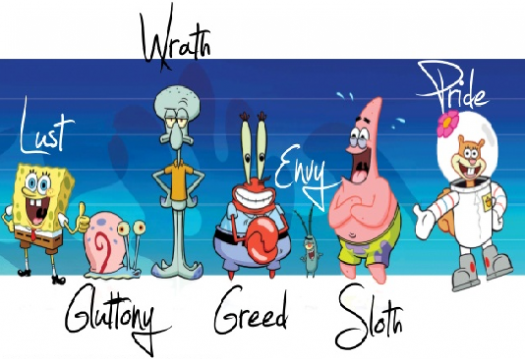 Wrath
Pride
Lust
Envy
Gluttony
Greed
Sloth